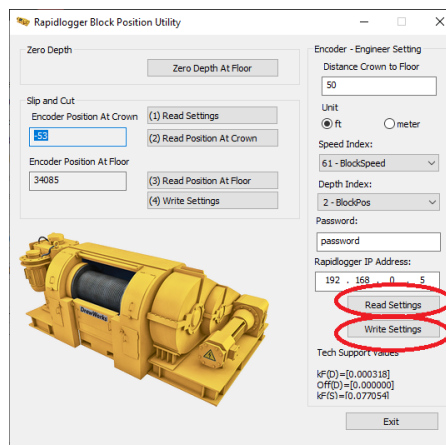 Rapidlogger Block Position Utility
Zero Depth
Zero Depth At Floor
Slip and Cut
Encoder Position At Crown
(1) Read Settings
-53
(2) Read Position At Crown
Encoder Position At Floor
34085
(3) Read Position At Floor
(4) Write Settings
DrawWorks
Encoder - Engineer Setting
Distance Crown to Floor
50
Unit
ft
meter
Speed Index:
61 - BlockSpeed
Depth Index:
2 - BlockPos
Password:
password
Rapidlogger IP Address:
192 . 168 . 0 . 5
Read Settings
Write Settings
Tech Support Values
kF(D)=[0.000318]
Off(D)=[0.000000]
kF(S)=[0.077054]
Exit